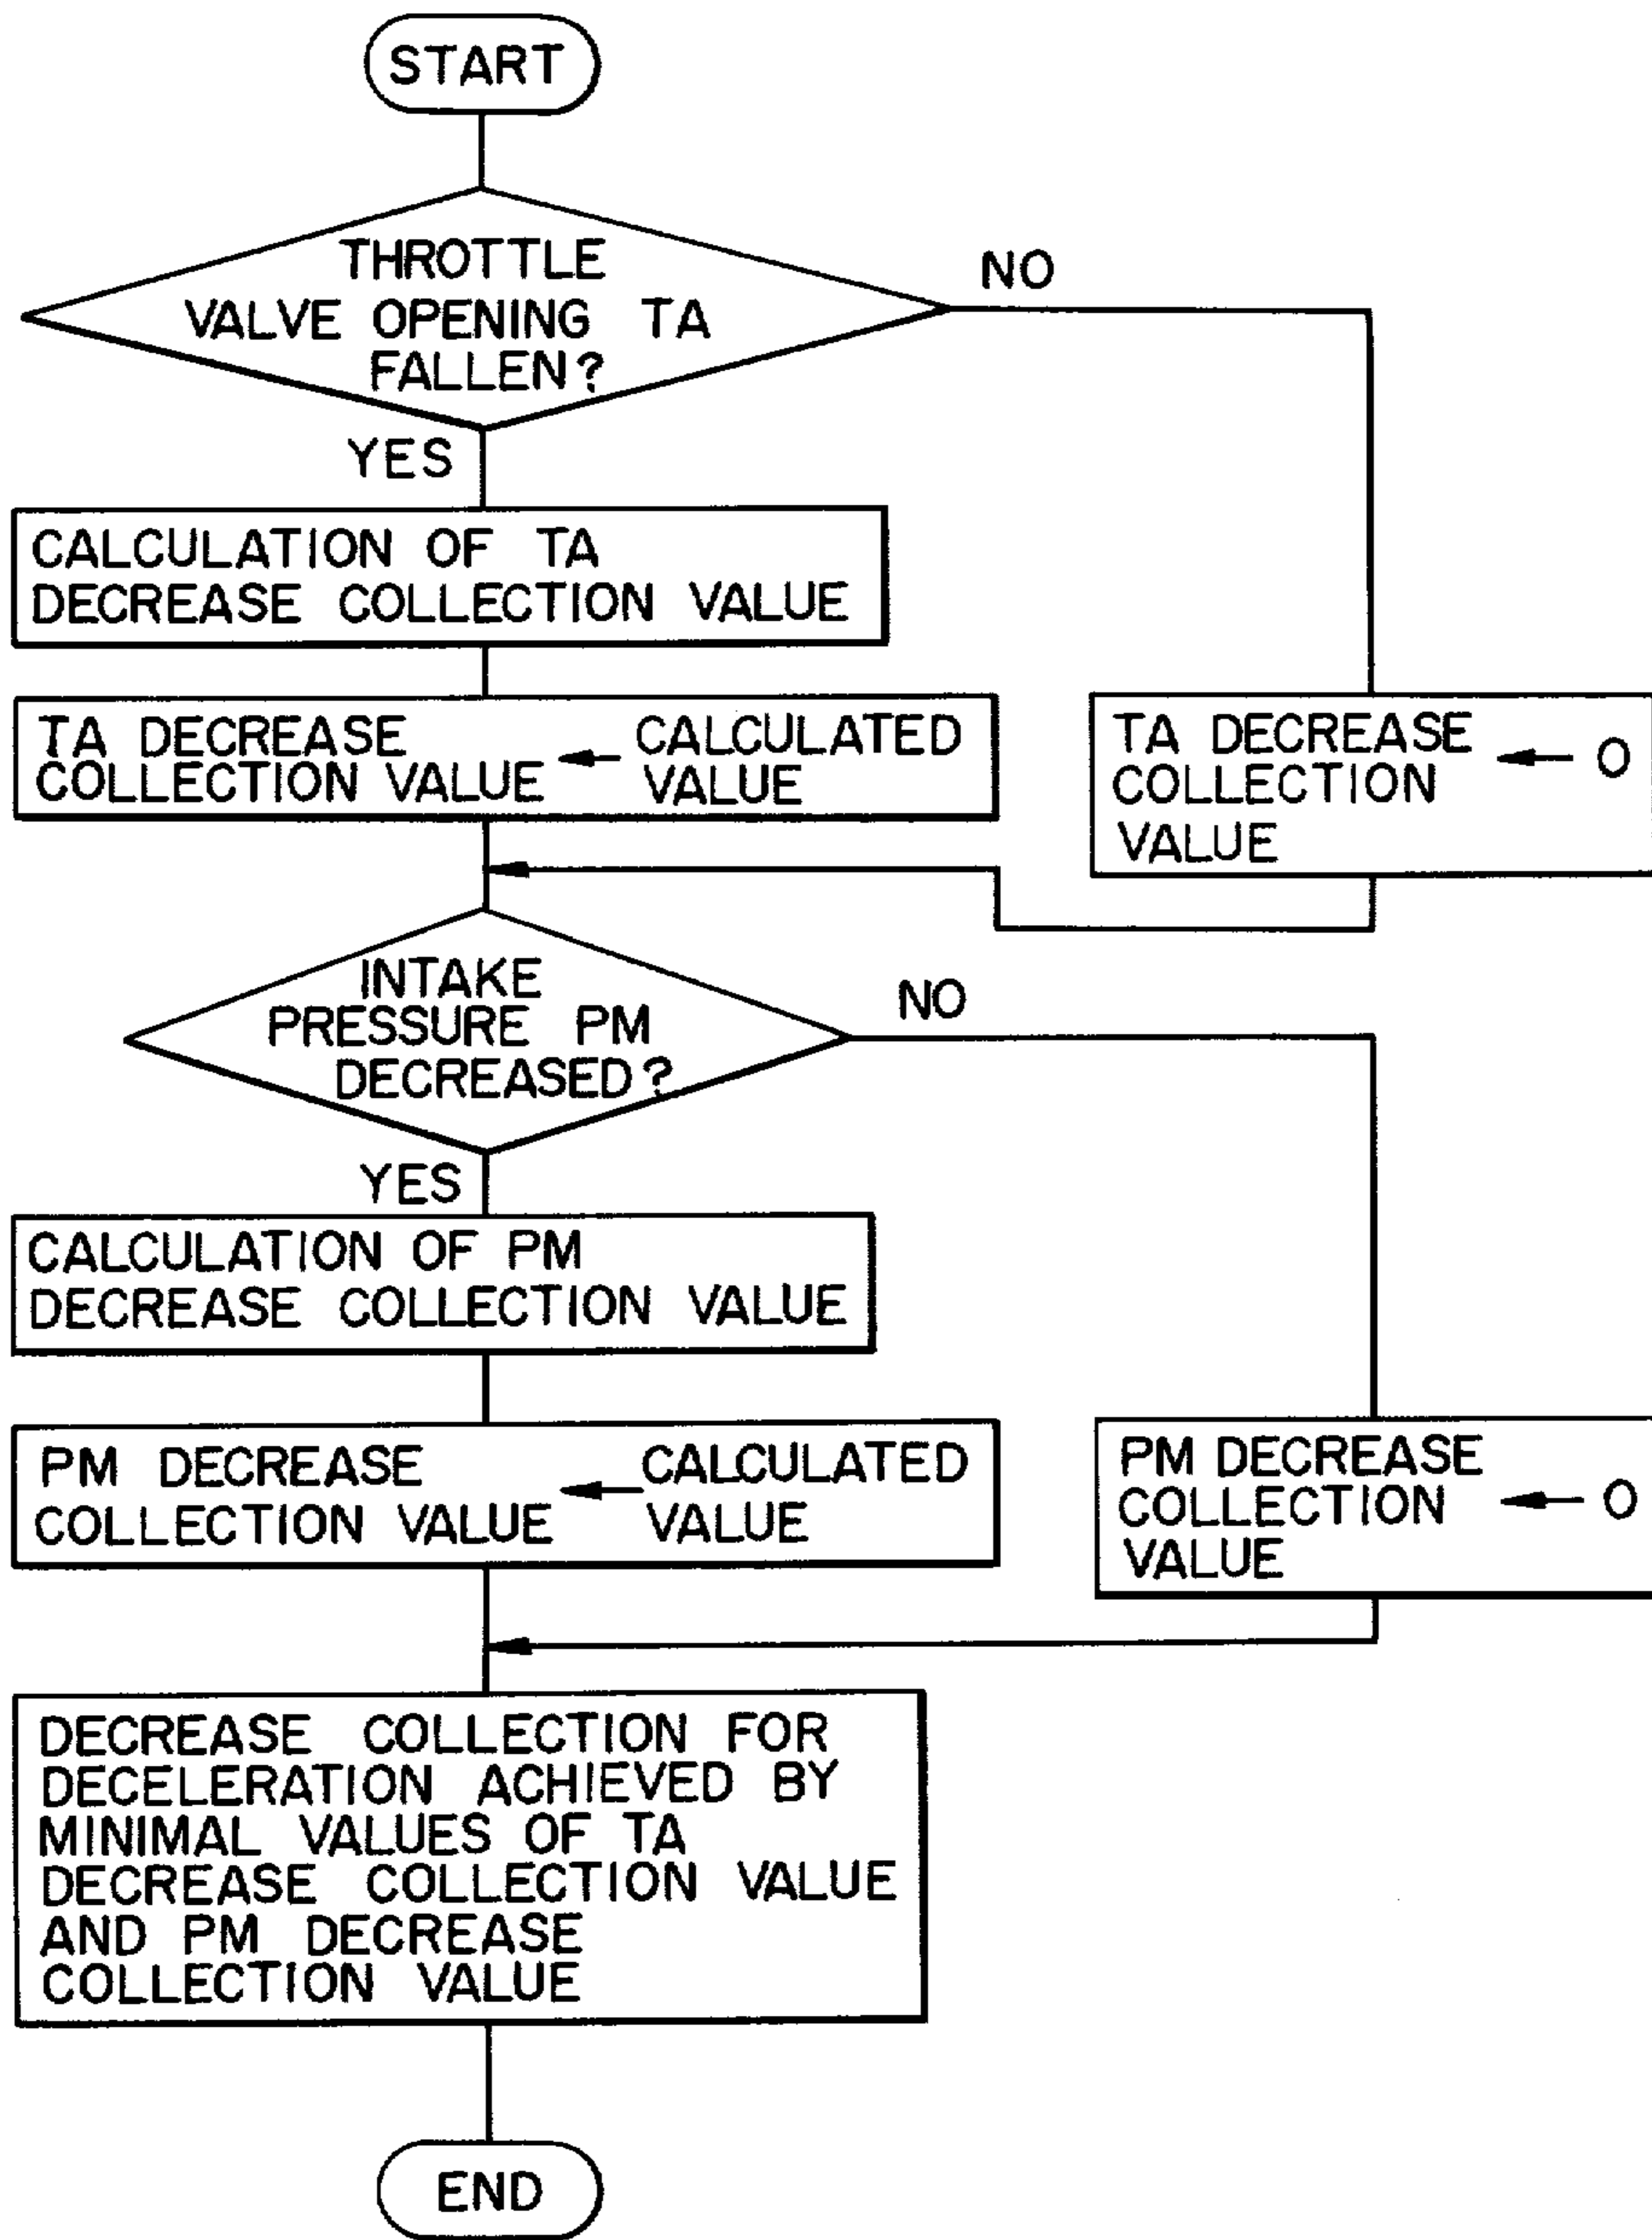 START
THROTTLE
VALVE OPENING TA
FALLEN?
NO
YES
CALCULATION OF TA
DECREASE COLLECTION VALUE
TA DECREASE
COLLECTION VALUE
← CALCULATED
VALUE
TA DECREASE
COLLECTION
VALUE
← 0
INTAKE
PRESSURE PM
DECREASED?
NO
YES
CALCULATION OF PM
DECREASE COLLECTION VALUE
PM DECREASE
COLLECTION VALUE
← CALCULATED
VALUE
PM DECREASE
COLLECTION
VALUE
← 0
DECREASE COLLECTION FOR
DECELERATION ACHIEVED BY
MINIMAL VALUES OF TA
DECREASE COLLECTION VALUE
AND PM DECREASE
COLLECTION VALUE
END